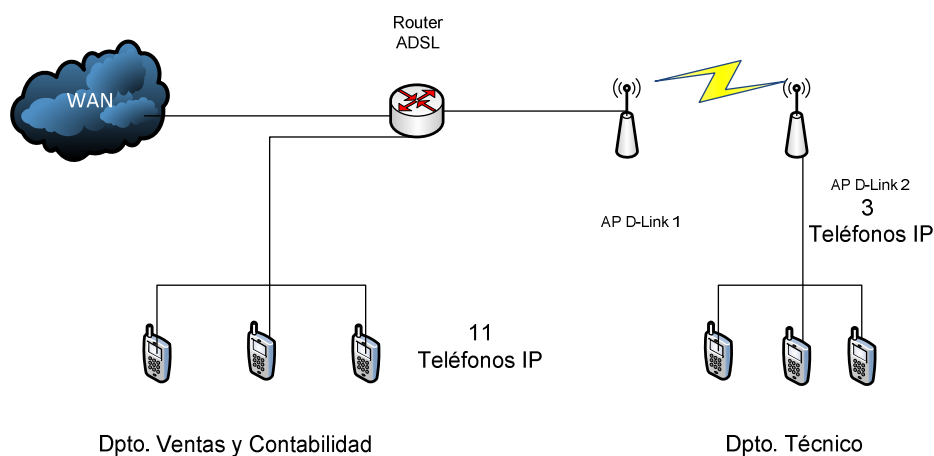 Router
ADSL
WAN
AP D-Link 1
AP D-Link 2
3
Teléfonos IP
11
Teléfonos IP
Dpto. Ventas y Contabilidad
Dpto. Técnico